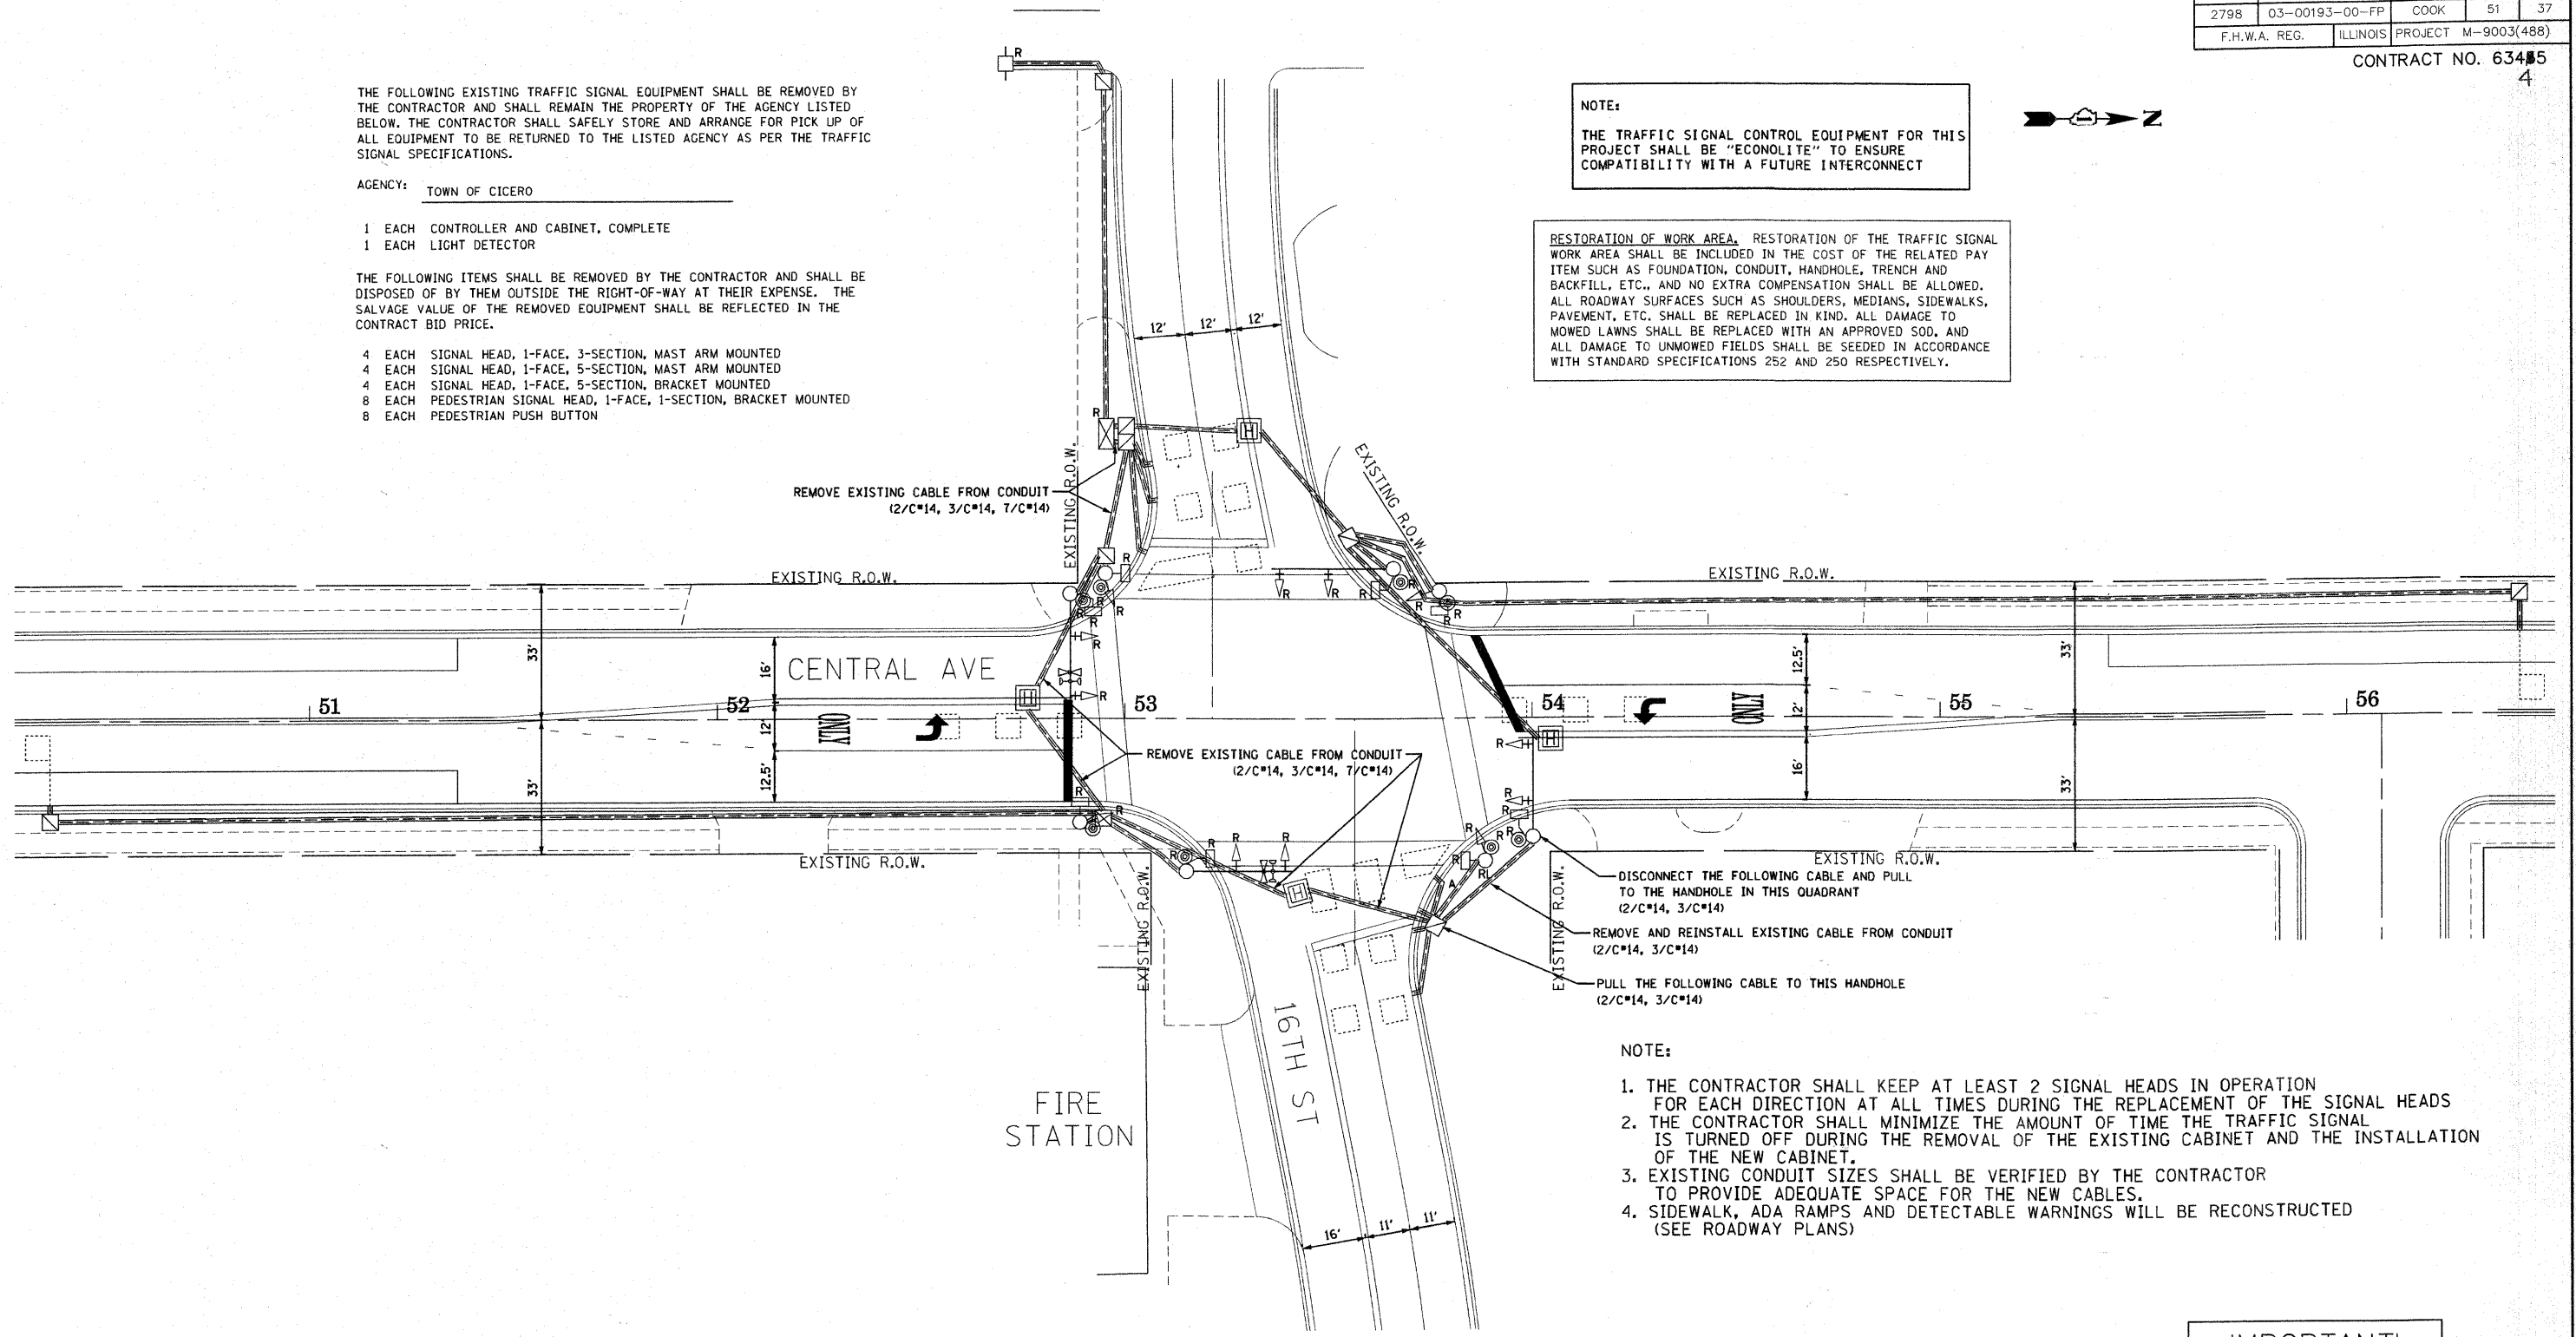 2798 03-00193-00-FP COOK 51 37
F.H.W.A. REG. ILLINOIS PROJECT M-9003(488)
CONTRACT NO.
4
THE FOLLOWING EXISTING TRAFFIC SIGNAL EQUIPMENT SHALL BE REMOVED BY
THE CONTRACTOR AND SHALL REMAIN THE PROPERTY OF THE AGENCY LISTED
BELOW. THE CONTRACTOR SHALL SAFELY STORE AND ARRANGE FOR PICK UP OF
ALL EQUIPMENT TO BE RETURNED TO THE LISTED AGENCY AS PER THE TRAFFIC
SIGNAL SPECIFICATIONS.
AGENCY: TOWN OF CICERO
1 EACH CONTROLLER AND CABINET, COMPLETE
1 EACH LIGHT DETECTOR
THE FOLLOWING ITEMS SHALL BE REMOVED BY THE CONTRACTOR AND SHALL BE
DISPOSED OF BY THEM OUTSIDE THE RIGHT-OF-WAY AT THEIR EXPENSE. THE
SALVAGE VALUE OF THE REMOVED EQUIPMENT SHALL BE REFLECTED IN THE
CONTRACT BID PRICE.
4 EACH SIGNAL HEAD, 1-FACE, 3-SECTION, MAST ARM MOUNTED
4 EACH SIGNAL HEAD, 1-FACE, 5-SECTION, MAST ARM MOUNTED
4 EACH SIGNAL HEAD, 1-FACE, 5-SECTION, BRACKET MOUNTED
8 EACH PEDESTRIAN SIGNAL HEAD, 1-FACE, 1-SECTION, BRACKET MOUNTED
8 EACH PEDESTRIAN PUSH BUTTON
NOTE:
THE TRAFFIC SIGNAL CONTROL EQUIPMENT FOR THIS
PROJECT SHALL BE "ECONOLITE" TO ENSURE
COMPATIBILITY WITH A FUTURE INTERCONNECT
N
RESTORATION OF WORK AREA. RESTORATION OF THE TRAFFIC SIGNAL
WORK AREA SHALL BE INCLUDED IN THE COST OF THE RELATED PAY
ITEM SUCH AS FOUNDATION, CONDUIT, HANDHOLE, TRENCH AND
BACKFILL, ETC., AND NO EXTRA COMPENSATION SHALL BE ALLOWED.
ALL ROADWAY SURFACES SUCH AS SHOULDERS, MEDIANS, SIDEWALKS,
PAVEMENT, ETC. SHALL BE REPLACED IN KIND. ALL DAMAGE TO
MOWED LAWNS SHALL BE REPLACED WITH AN APPROVED SOD, AND
ALL DAMAGE TO UNMOWED FIELDS SHALL BE SEEDED IN ACCORDANCE
WITH STANDARD SPECIFICATIONS 252 AND 250 RESPECTIVELY.
R
12' 12' 12'
R
H
EXISTING R.O.W.
EXISTING R.O.W.
REMOVE EXISTING CABLE FROM CONDUIT
(2/C#14, 3/C#14, 7/C#14)
EXISTING R.O.W.
EXISTING R.O.W.
R
R
R
R
R
R
R
R
R
R
R
R
R
33'
16'
CENTRAL AVE
12.5'
33'
H
R
51
52
53
54
55
56
12'
ONLY
ONLY
12'
H
R
REMOVE EXISTING CABLE FROM CONDUIT
(2/C#14, 3/C#14, 7/C#14)
33'
12.5'
16'
33'
R
R
R
R
R
R
R
R
R
R
R
R
R
RL
A
H
EXISTING R.O.W.
EXISTING R.O.W.
EXISTING R.O.W.
EXISTING R.O.W.
DISCONNECT THE FOLLOWING CABLE AND PULL
TO THE HANDHOLE IN THIS QUADRANT
(2/C#14, 3/C#14)
REMOVE AND REINSTALL EXISTING CABLE FROM CONDUIT
(2/C#14, 3/C#14)
PULL THE FOLLOWING CABLE TO THIS HANDHOLE
(2/C#14, 3/C#14)
16TH ST
FIRE
STATION
16' 11' 11'
NOTE:
1. THE CONTRACTOR SHALL KEEP AT LEAST 2 SIGNAL HEADS IN OPERATION
FOR EACH DIRECTION AT ALL TIMES DURING THE REPLACEMENT OF THE SIGNAL HEADS
2. THE CONTRACTOR SHALL MINIMIZE THE AMOUNT OF TIME THE TRAFFIC SIGNAL
IS TURNED OFF DURING THE REMOVAL OF THE EXISTING CABINET AND THE INSTALLATION
OF THE NEW CABINET.
3. EXISTING CONDUIT SIZES SHALL BE VERIFIED BY THE CONTRACTOR
TO PROVIDE ADEQUATE SPACE FOR THE NEW CABLES.
4. SIDEWALK, ADA RAMPS AND DETECTABLE WARNINGS WILL BE RECONSTRUCTED
(SEE ROADWAY PLANS)